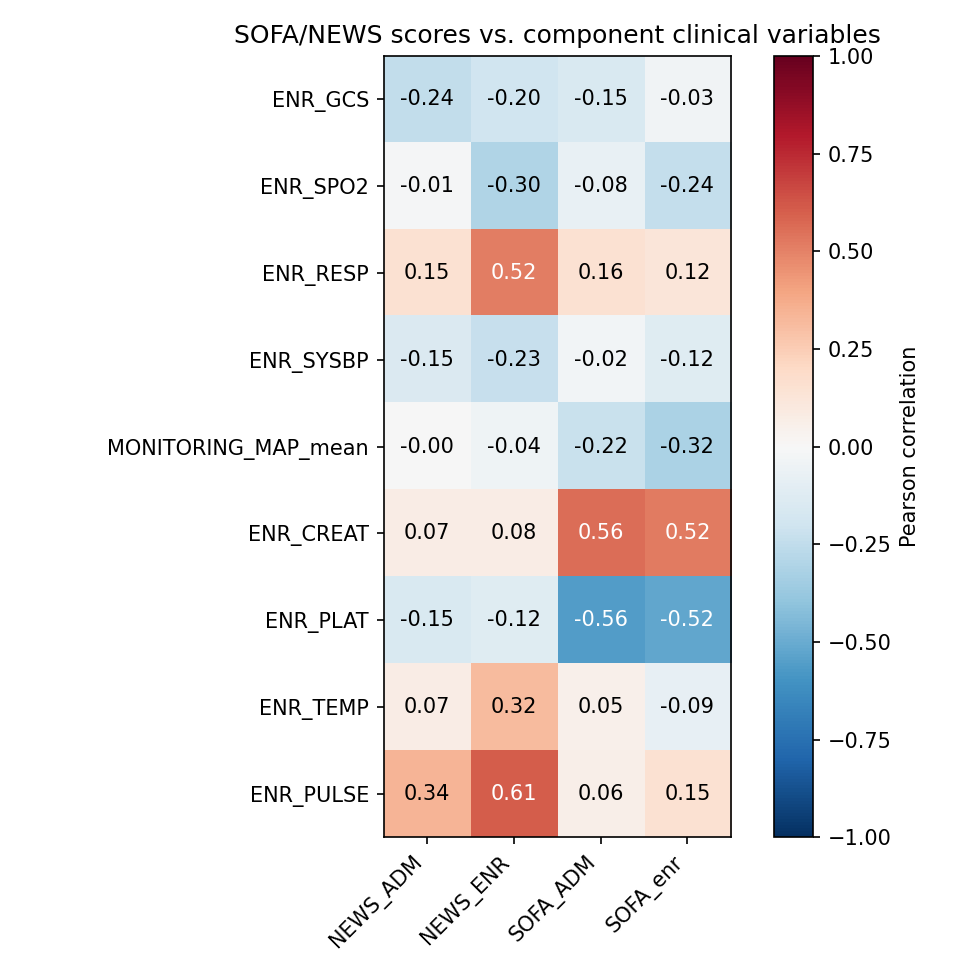 SOFA/NEWS scores vs. component clinical variables
ENR_GCS -0.24 -0.20 -0.15 -0.03
ENR_SPO2 -0.01 -0.30 -0.08 -0.24
ENR_RESP 0.15 0.52 0.16 0.12
ENR_SYSBP -0.15 -0.23 -0.02 -0.12
MONITORING_MAP_mean -0.00 -0.04 -0.22 -0.32
ENR_CREAT 0.07 0.08 0.56 0.52
ENR_PLAT -0.15 -0.12 -0.56 -0.52
ENR_TEMP 0.07 0.32 0.05 -0.09
ENR_PULSE 0.34 0.61 0.06 0.15
NEWS_ADM NEWS_ENR SOFA_ADM SOFA_enr
1.00
0.75
0.50
0.25
0.00
−0.25
−0.50
−0.75
−1.00
Pearson correlation